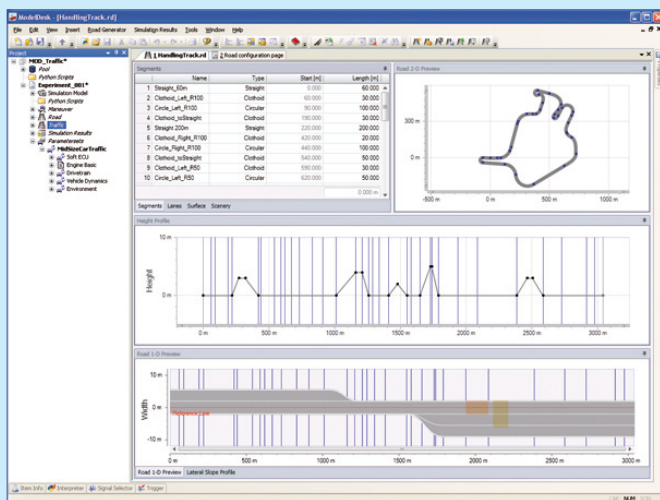 ModelDesk - [HandlingTrack.rd]
File Edit View Insert Road Generator Simulation Results Tools Window Help
Project
MOD_Traffic*
Pool
Python Scripts
Experiment_001*
Simulation Model
Python Scripts
Maneuver
Road
Traffic
Simulation Results
Parametersets
MidSizeCarTraffic
Soft ECU
Engine Basic
Drivetrain
Vehicle Dynamics
Environment
1 HandlingTrack.rd 2 Road configuration page
Segments
Name Type Start [m] Length [m]
1 Straight_60m Straight 0.000 60.000
2 Clothoid_Left_R100 Clothoid 60.000 30.000
3 Circle_Left_R100 Circular 90.000 100.000
4 Clothoid_toStraight Clothoid 190.000 30.000
5 Straight 200m Straight 220.000 200.000
6 Clothoid_Right_R100 Clothoid 420.000 20.000
7 Circle_Right_R100 Circular 440.000 100.000
8 Clothoid_toStraight Clothoid 540.000 50.000
9 Clothoid_Left_R50 Clothoid 590.000 30.000
10 Circle_Left_R50 Circular 620.000 50.000
0.000 m
Segments Lanes Surface Scenery
Road 2-D Preview
300 m
0 m
-500 m 0 m 500 m 1000 m
Height Profile
10 m
Height
0 m
0 m 500 m 1000 m 1500 m 2000 m 2500 m 3000 m
Road 1-D Preview
10 m
Width
0 m
Reference Line
-10 m
0 m 500 m 1000 m 1500 m 2000 m 2500 m 3000 m
Road 1-D Preview Lateral Slope Profile
Item Info Interpreter Signal Selector Trigger
NUM